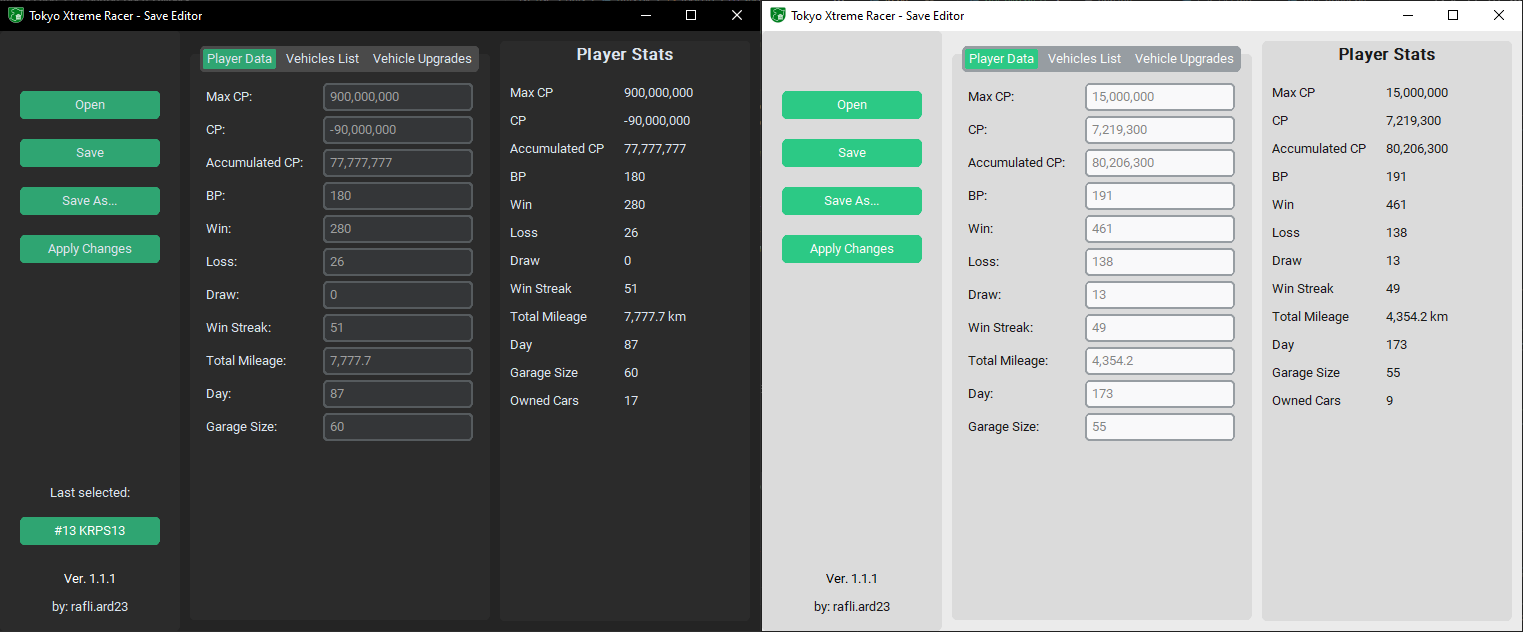 Tokyo Xtreme Racer - Save Editor
Open
Save
Save As...
Apply Changes
Last selected:
#13 KRPS13
Ver. 1.1.1
by: rafli.ard23
Player Data Vehicles List Vehicle Upgrades
Max CP: 900,000,000
CP: -90,000,000
Accumulated CP: 77,777,777
BP: 180
Win: 280
Loss: 26
Draw: 0
Win Streak: 51
Total Mileage: 7,777.7
Day: 87
Garage Size: 60
Player Stats
Max CP 900,000,000
CP -90,000,000
Accumulated CP 77,777,777
BP 180
Win 280
Loss 26
Draw 0
Win Streak 51
Total Mileage 7,777.7 km
Day 87
Garage Size 60
Owned Cars 17
Tokyo Xtreme Racer - Save Editor
Open
Save
Save As...
Apply Changes
Ver. 1.1.1
by: rafli.ard23
Player Data Vehicles List Vehicle Upgrades
Max CP: 15,000,000
CP: 7,219,300
Accumulated CP: 80,206,300
BP: 191
Win: 461
Loss: 138
Draw: 13
Win Streak: 49
Total Mileage: 4,354.2
Day: 173
Garage Size: 55
Player Stats
Max CP 15,000,000
CP 7,219,300
Accumulated CP 80,206,300
BP 191
Win 461
Loss 138
Draw 13
Win Streak 49
Total Mileage 4,354.2 km
Day 173
Garage Size 55
Owned Cars 9